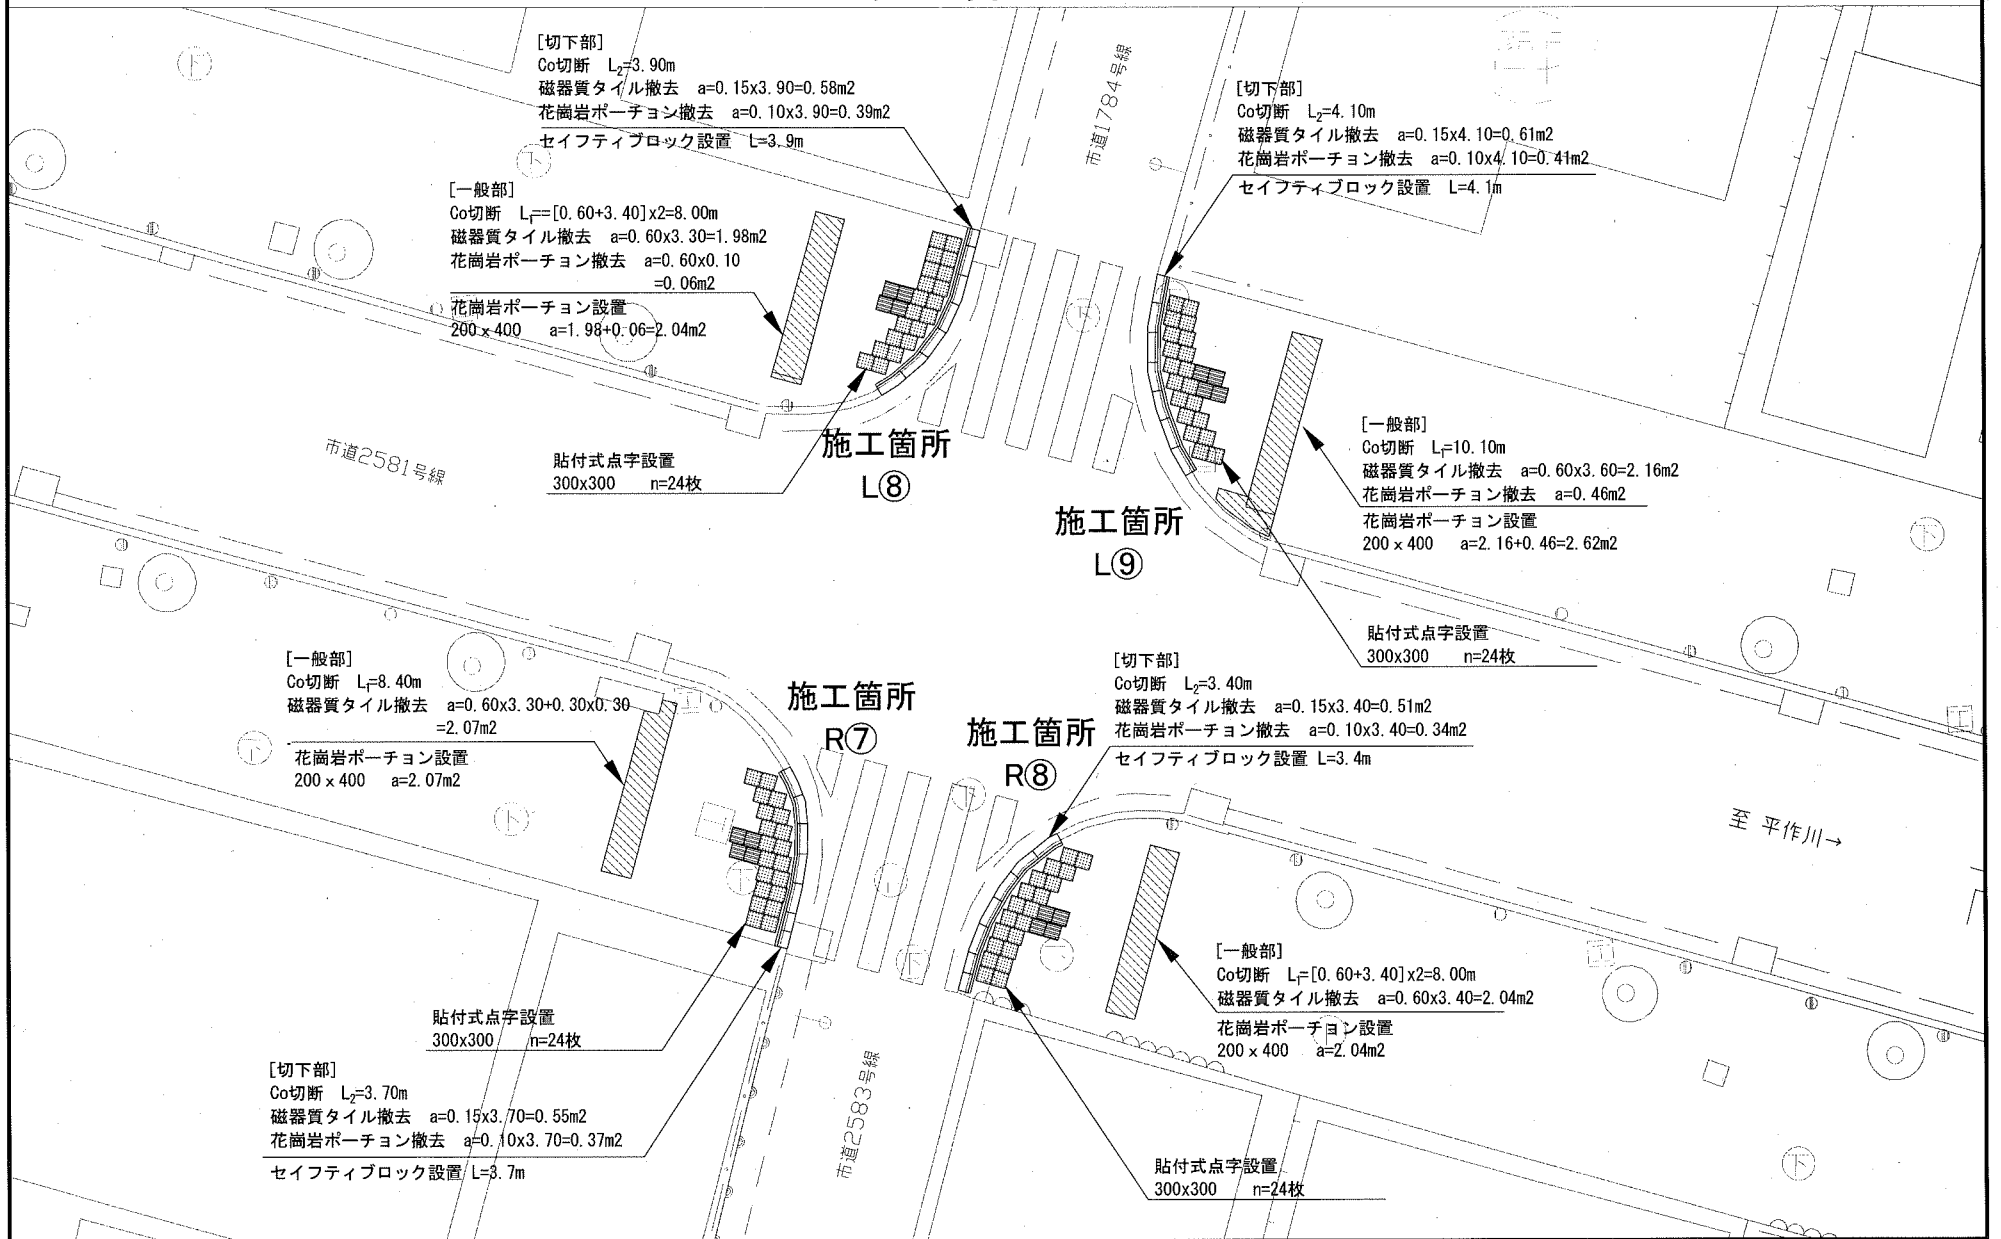 [切下部]
Co切断 L2=3.90m
磁器質タイル撤去 a=0.15x3.90=0.58m2
花崗岩ポーチョン撤去 a=0.10x3.90=0.39m2
セイフティブロック設置 L=3.9m
[一般部]
Co切断 L1==[0.60+3.40]x2=8.00m
磁器質タイル撤去 a=0.60x3.30=1.98m2
花崗岩ポーチョン撤去 a=0.60x0.10
=0.06m2
花崗岩ポーチョン設置
200 x 400 a=1.98+0.06=2.04m2
貼付式点字設置
300x300 n=24枚
施工箇所
L⑧
市道1784号線
[切下部]
Co切断 L2=4.10m
磁器質タイル撤去 a=0.15x4.10=0.61m2
花崗岩ポーチョン撤去 a=0.10x4.10=0.41m2
セイフティブロック設置 L=4.1m
[一般部]
Co切断 L1=10.10m
磁器質タイル撤去 a=0.60x3.60=2.16m2
花崗岩ポーチョン撤去 a=0.46m2
花崗岩ポーチョン設置
200 x 400 a=2.16+0.46=2.62m2
施工箇所
L⑨
貼付式点字設置
300x300 n=24枚
市道2581号線
[一般部]
Co切断 L1=8.40m
磁器質タイル撤去 a=0.60x3.30+0.30x0.30
=2.07m2
花崗岩ポーチョン設置
200 x 400 a=2.07m2
施工箇所
R⑦
施工箇所
R⑧
[切下部]
Co切断 L2=3.40m
磁器質タイル撤去 a=0.15x3.40=0.51m2
花崗岩ポーチョン撤去 a=0.10x3.40=0.34m2
セイフティブロック設置 L=3.4m
至 平作川→
[一般部]
Co切断 L1=[0.60+3.40]x2=8.00m
磁器質タイル撤去 a=0.60x3.40=2.04m2
花崗岩ポーチョン設置
200 x 400 a=2.04m2
貼付式点字設置
300x300 n=24枚
[切下部]
Co切断 L2=3.70m
磁器質タイル撤去 a=0.15x3.70=0.55m2
花崗岩ポーチョン撤去 a=0.10x3.70=0.37m2
セイフティブロック設置 L=3.7m
市道2583号線
貼付式点字設置
300x300 n=24枚